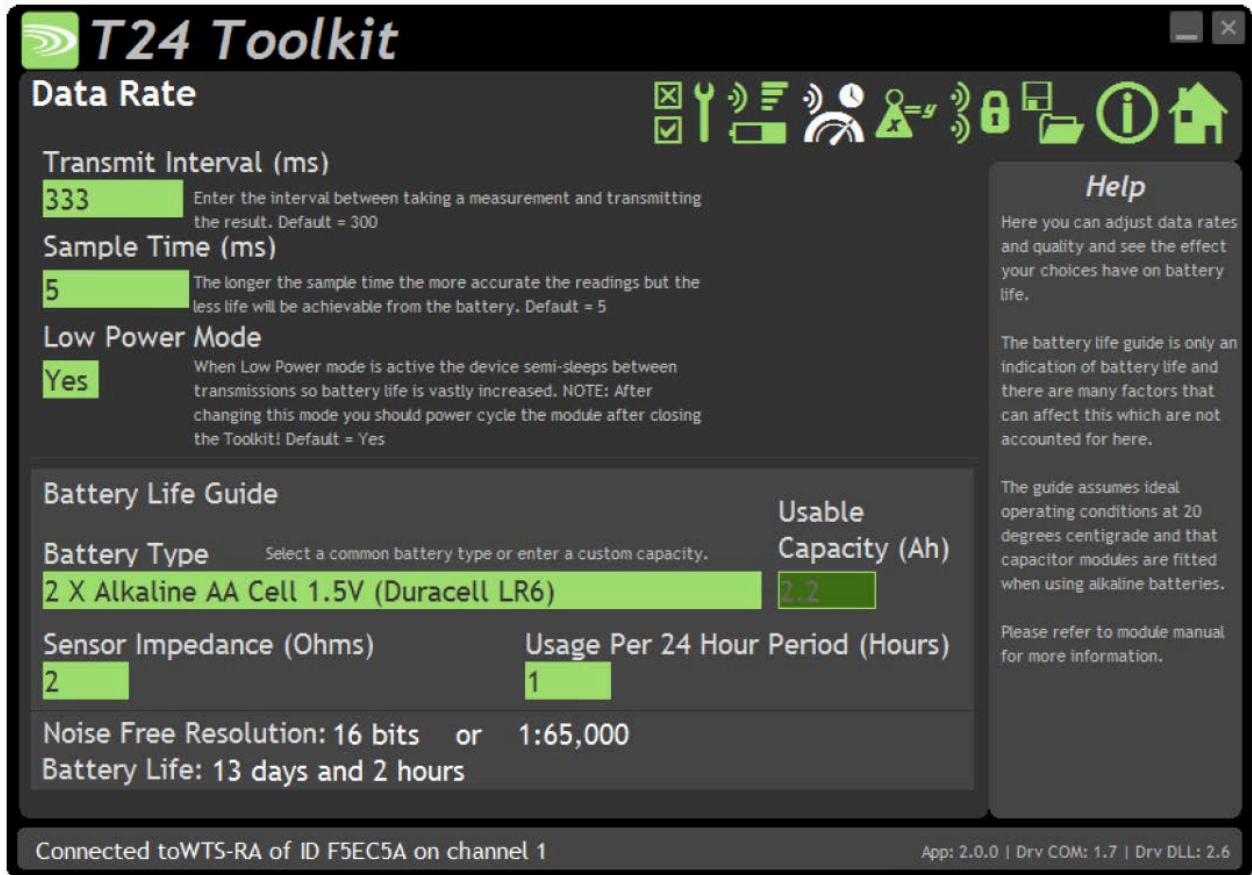 T24 Toolkit
Data Rate
Transmit Interval (ms)
333
Enter the interval between taking a measurement and transmitting
the result. Default = 300
Sample Time (ms)
5
The longer the sample time the more accurate the readings but the
less life will be achievable from the battery. Default = 5
Low Power Mode
Yes
When Low Power mode is active the device semi-sleeps between
transmissions so battery life is vastly increased. NOTE: After
changing this mode you should power cycle the module after closing
the Toolkit! Default = Yes
Battery Life Guide
Battery Type
Select a common battery type or enter a custom capacity.
Usable
Capacity (Ah)
2 X Alkaline AA Cell 1.5V (Duracell LR6)
2.2
Sensor Impedance (Ohms)
2
Usage Per 24 Hour Period (Hours)
1
Noise Free Resolution: 16 bits or 1:65,000
Battery Life: 13 days and 2 hours
x=y
Help
Here you can adjust data rates
and quality and see the effect
your choices have on battery
life.
The battery life guide is only an
indication of battery life and
there are many factors that
can affect this which are not
accounted for here.
The guide assumes ideal
operating conditions at 20
degrees centigrade and that
capacitor modules are fitted
when using alkaline batteries.
Please refer to module manual
for more information.
Connected toWTS-RA of ID F5EC5A on channel 1
App: 2.0.0 | Drv COM: 1.7 | Drv DLL: 2.6